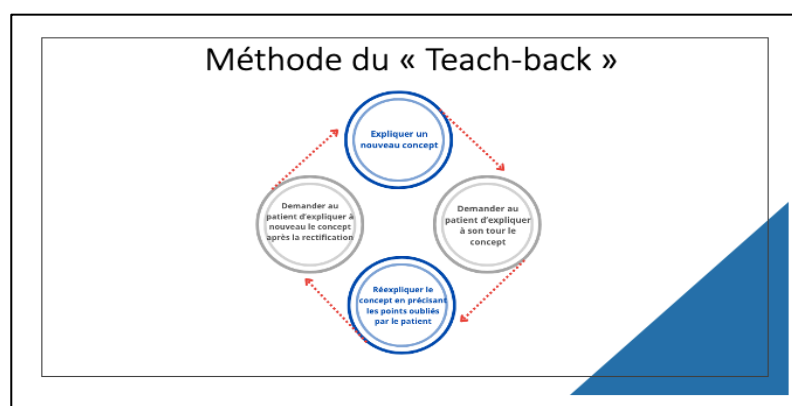 Méthode du « Teach-back »
Expliquer un
nouveau concept
Demander au
patient d'expliquer
à son tour le
concept
Réexpliquer le
concept en précisant
les points oubliés
par le patient
Demander au
patient d'expliquer à
nouveau le concept
après la rectification